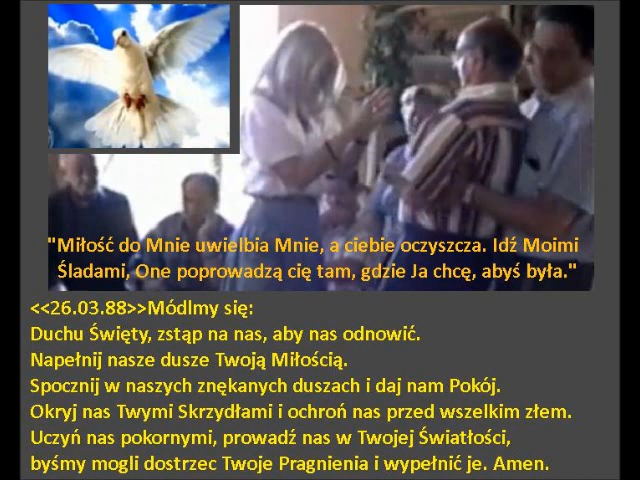 "Miłość do Mnie uwielbia Mnie, a ciebie oczyszcza. Idź Moimi
Śladami, One poprowadzą cię tam, gdzie Ja chcę, abyś była."
<<26.03.88>>Módlmy się:
Duchu Święty, zstąp na nas, aby nas odnowić.
Napełnij nasze dusze Twoją Miłością.
Spocznij w naszych znękanych duszach i daj nam Pokój.
Okryj nas Twymi Skrzydłami i ochroń nas przed wszelkim złem.
Uczyń nas pokornymi, prowadź nas w Twojej Światłości,
byśmy mogli dostrzec Twoje Pragnienia i wypełnić je. Amen.